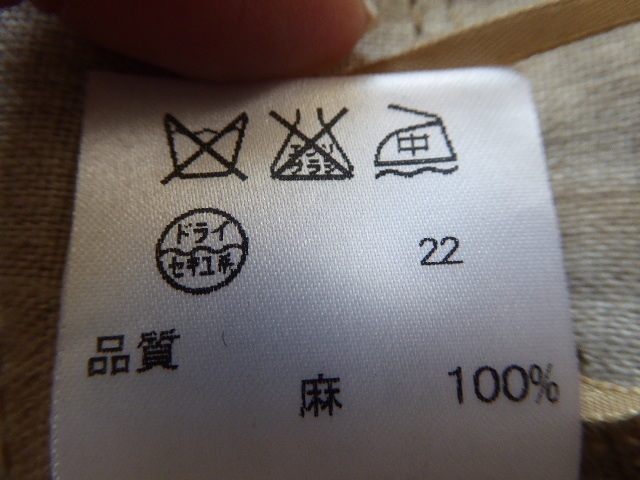 エンソ サラシ 中
ドライ
セキユ系 22
品質
麻 100%